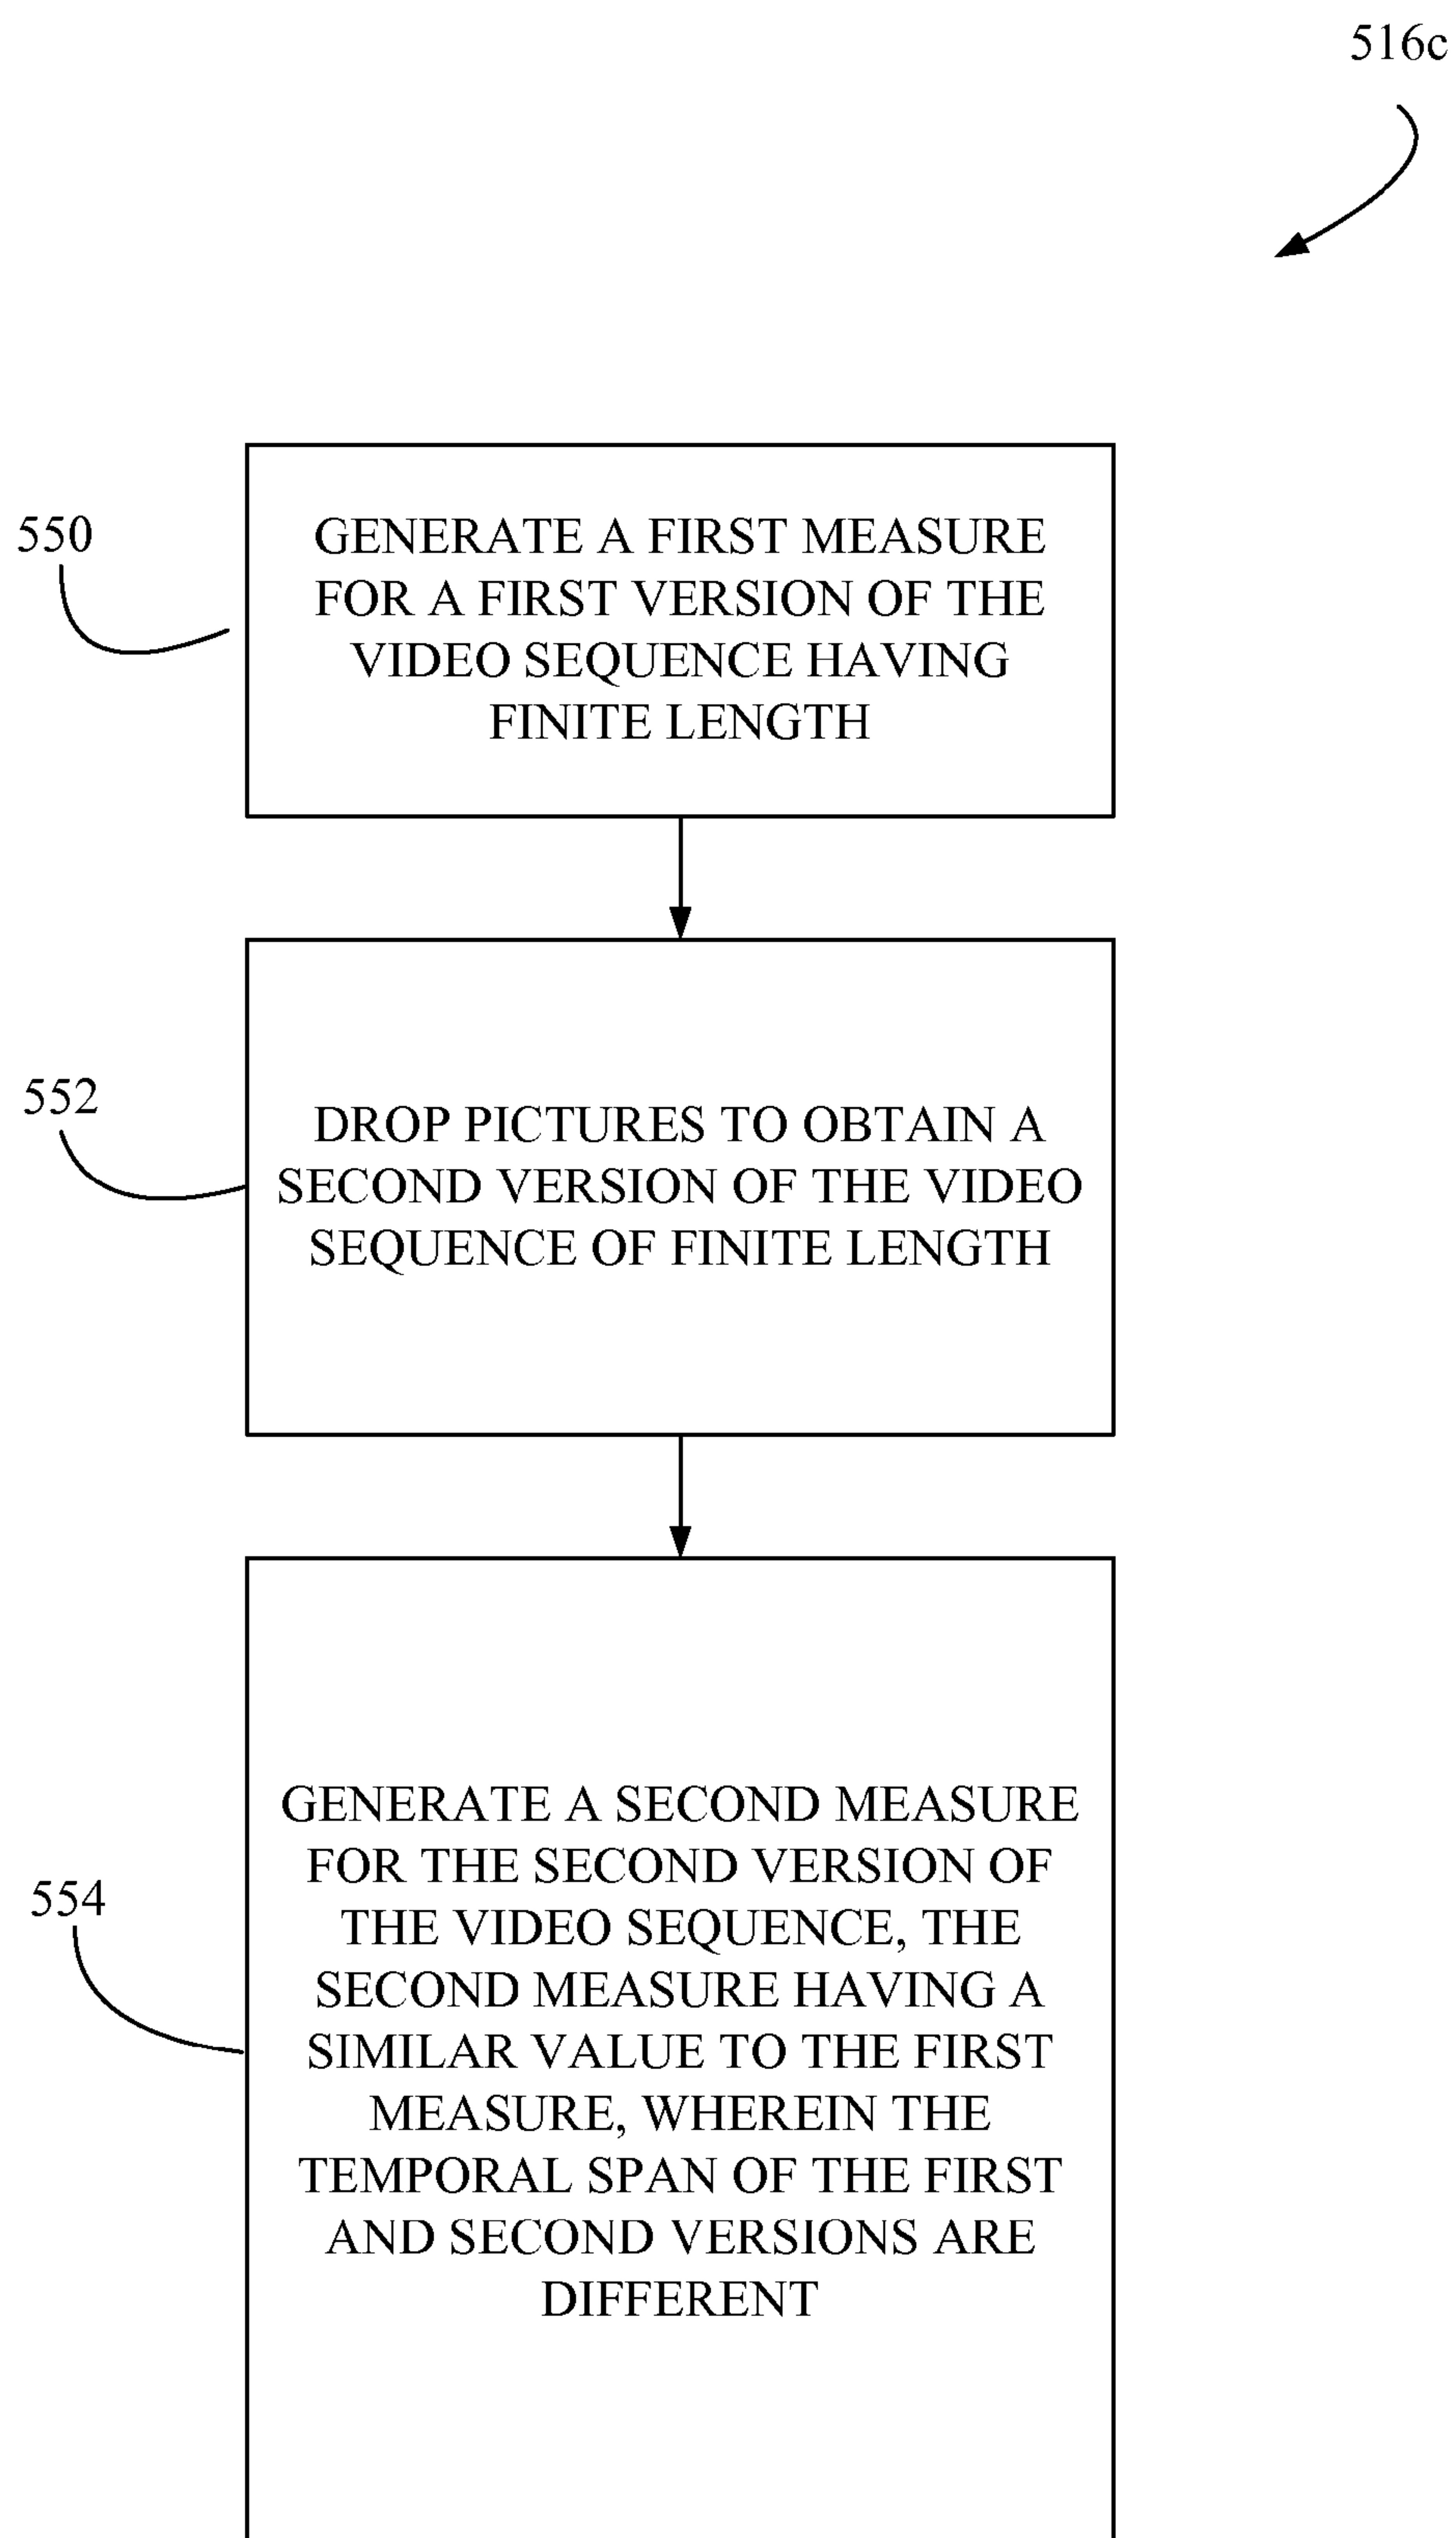 516c
550
GENERATE A FIRST MEASURE
FOR A FIRST VERSION OF THE
VIDEO SEQUENCE HAVING
FINITE LENGTH
552
DROP PICTURES TO OBTAIN A
SECOND VERSION OF THE VIDEO
SEQUENCE OF FINITE LENGTH
554
GENERATE A SECOND MEASURE
FOR THE SECOND VERSION OF
THE VIDEO SEQUENCE, THE
SECOND MEASURE HAVING A
SIMILAR VALUE TO THE FIRST
MEASURE, WHEREIN THE
TEMPORAL SPAN OF THE FIRST
AND SECOND VERSIONS ARE
DIFFERENT